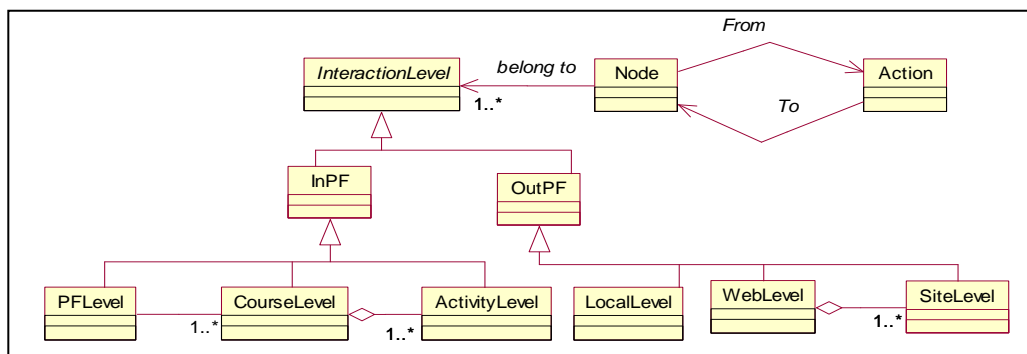 From
InteractionLevel
belong to
Node
Action
1..*
To
InPF
OutPF
PFLevel
CourseLevel
ActivityLevel
LocalLevel
WebLevel
SiteLevel
1..*
1..*
1..*